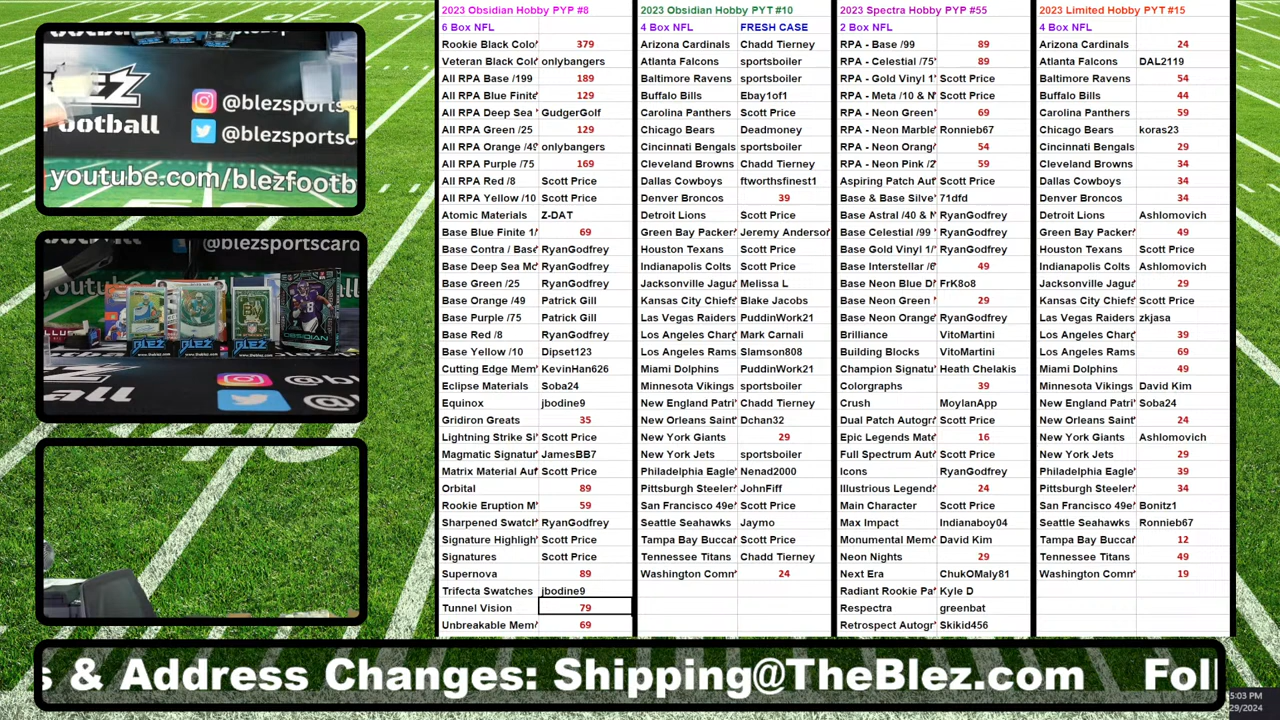 Football
@blezsports
@blezsportsc
youtube.com/blezfootb
@blezsportscard
BLEZ
BLEZ
BLEZ
OBSIDIAN
@b
2023 Obsidian Hobby PYP #8
6 Box NFL
Rookie Black Colo 379
Veteran Black Col onlybangers
All RPA Base /199 189
All RPA Blue Finite 129
All RPA Deep Sea GudgerGolf
All RPA Green /25 129
All RPA Orange /49 onlybangers
All RPA Purple /75 169
All RPA Red /8 Scott Price
All RPA Yellow /10 Scott Price
Atomic Materials Z-DAT
Base Blue Finite 1/ 69
Base Contra / Base RyanGodfrey
Base Deep Sea Mo RyanGodfrey
Base Green /25 RyanGodfrey
Base Orange /49 Patrick Gill
Base Purple /75 Patrick Gill
Base Red /8 RyanGodfrey
Base Yellow /10 Dipset123
Cutting Edge Mem KevinHan626
Eclipse Materials Soba24
Equinox jbodine9
Gridiron Greats 35
Lightning Strike Si Scott Price
Magmatic Signatur JamesBB7
Matrix Material Aut Scott Price
Orbital 89
Rookie Eruption M 59
Sharpened Swatcl RyanGodfrey
Signature Highligh Scott Price
Signatures Scott Price
Supernova 89
Trifecta Swatches jbodine9
Tunnel Vision 79
Unbreakable Mem 69
2023 Obsidian Hobby PYT #10
4 Box NFL FRESH CASE
Arizona Cardinals Chadd Tierney
Atlanta Falcons sportsboiler
Baltimore Ravens sportsboiler
Buffalo Bills Ebay1of1
Carolina Panthers Scott Price
Chicago Bears Deadmoney
Cincinnati Bengals sportsboiler
Cleveland Browns Chadd Tierney
Dallas Cowboys ftworthsfinest1
Denver Broncos 39
Detroit Lions Scott Price
Green Bay Packer Jeremy Anderso
Houston Texans Scott Price
Indianapolis Colts Scott Price
Jacksonville Jagu Melissa L
Kansas City Chiefs Blake Jacobs
Las Vegas Raiders PuddinWork21
Los Angeles Charg Mark Carnali
Los Angeles Rams Slamson808
Miami Dolphins PuddinWork21
Minnesota Vikings sportsboiler
New England Patri Chadd Tierney
New Orleans Saint Dchan32
New York Giants 29
New York Jets sportsboiler
Philadelphia Eagle Nenad2000
Pittsburgh Steeler JohnFiff
San Francisco 49e Scott Price
Seattle Seahawks Jaymo
Tampa Bay Buccar Scott Price
Tennessee Titans Chadd Tierney
Washington Comm 24
2023 Spectra Hobby PYP #55
2 Box NFL
RPA - Base /99 89
RPA - Celestial /75 89
RPA - Gold Vinyl 1 Scott Price
RPA - Meta /10 & N Scott Price
RPA - Neon Green 69
RPA - Neon Marble Ronnieb67
RPA - Neon Orang 54
RPA - Neon Pink /2 59
Aspiring Patch Aut Scott Price
Base & Base Silve 71dfd
Base Astral /40 & N RyanGodfrey
Base Celestial /99 RyanGodfrey
Base Gold Vinyl 1/ RyanGodfrey
Base Interstellar /6 49
Base Neon Blue D FrK8o8
Base Neon Green 29
Base Neon Orange RyanGodfrey
Brilliance VitoMartini
Building Blocks VitoMartini
Champion Signatu Heath Chelakis
Colorgraphs 39
Crush MoylanApp
Dual Patch Autogr Scott Price
Epic Legends Mate 16
Full Spectrum Aut Scott Price
Icons RyanGodfrey
Illustrious Legend 24
Main Character Scott Price
Max Impact Indianaboy04
Monumental Memo David Kim
Neon Nights 29
Next Era ChukOMaly81
Radiant Rookie Pa Kyle D
Respectra greenbat
Retrospect Autogr Skikid456
2023 Limited Hobby PYT #15
4 Box NFL
Arizona Cardinals 24
Atlanta Falcons DAL2119
Baltimore Ravens 54
Buffalo Bills 44
Carolina Panthers 59
Chicago Bears koras23
Cincinnati Bengals 29
Cleveland Browns 34
Dallas Cowboys 34
Denver Broncos 34
Detroit Lions Ashlomovich
Green Bay Packer 49
Houston Texans Scott Price
Indianapolis Colts Ashlomovich
Jacksonville Jagu 29
Kansas City Chiefs Scott Price
Las Vegas Raiders zkjasa
Los Angeles Charg 39
Los Angeles Rams 69
Miami Dolphins 49
Minnesota Vikings David Kim
New England Patri Soba24
New Orleans Saint 24
New York Giants Ashlomovich
New York Jets 29
Philadelphia Eagle 39
Pittsburgh Steeler 34
San Francisco 49e Bonitz1
Seattle Seahawks Ronnieb67
Tampa Bay Buccar 12
Tennessee Titans 49
Washington Comm 19
s & Address Changes: Shipping@TheBlez.com Foll
5:03 PM
29/2024